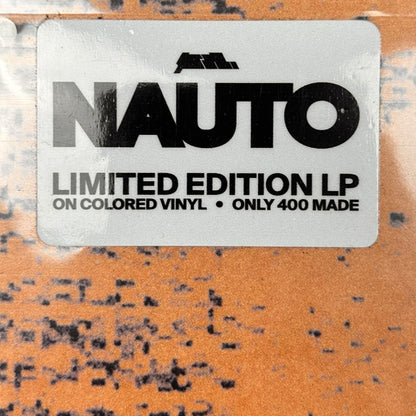 NAUTO
LIMITED EDITION LP
ON COLORED VINYL • ONLY 400 MADE